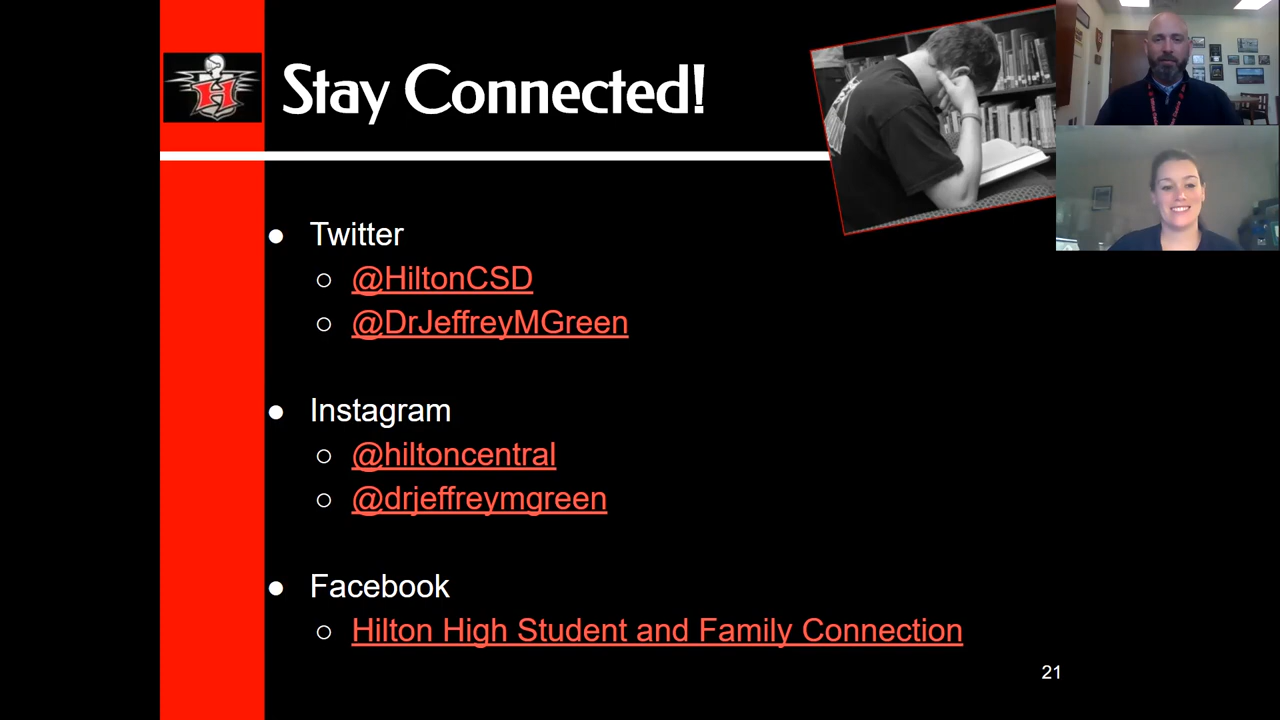 H
Stay Connected!
Twitter
@HiltonCSD
@DrJeffreyMGreen
Instagram
@hiltoncentral
@drjeffreymgreen
Facebook
Hilton High Student and Family Connection
21